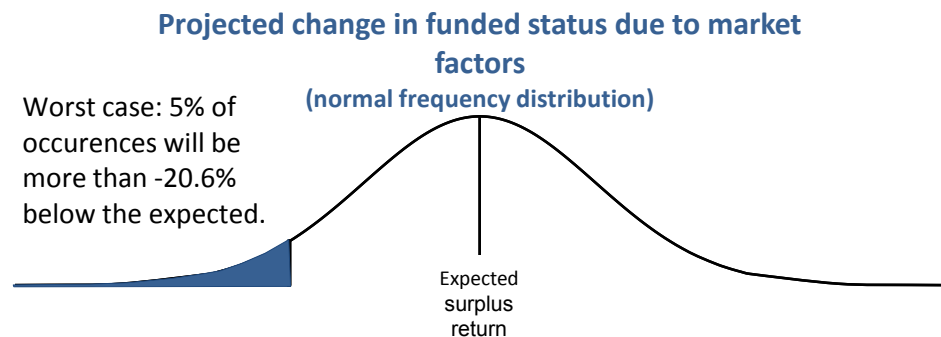 Projected change in funded status due to market
factors
(normal frequency distribution)
Worst case: 5% of
occurences will be
more than -20.6%
below the expected.
Expected
surplus
return